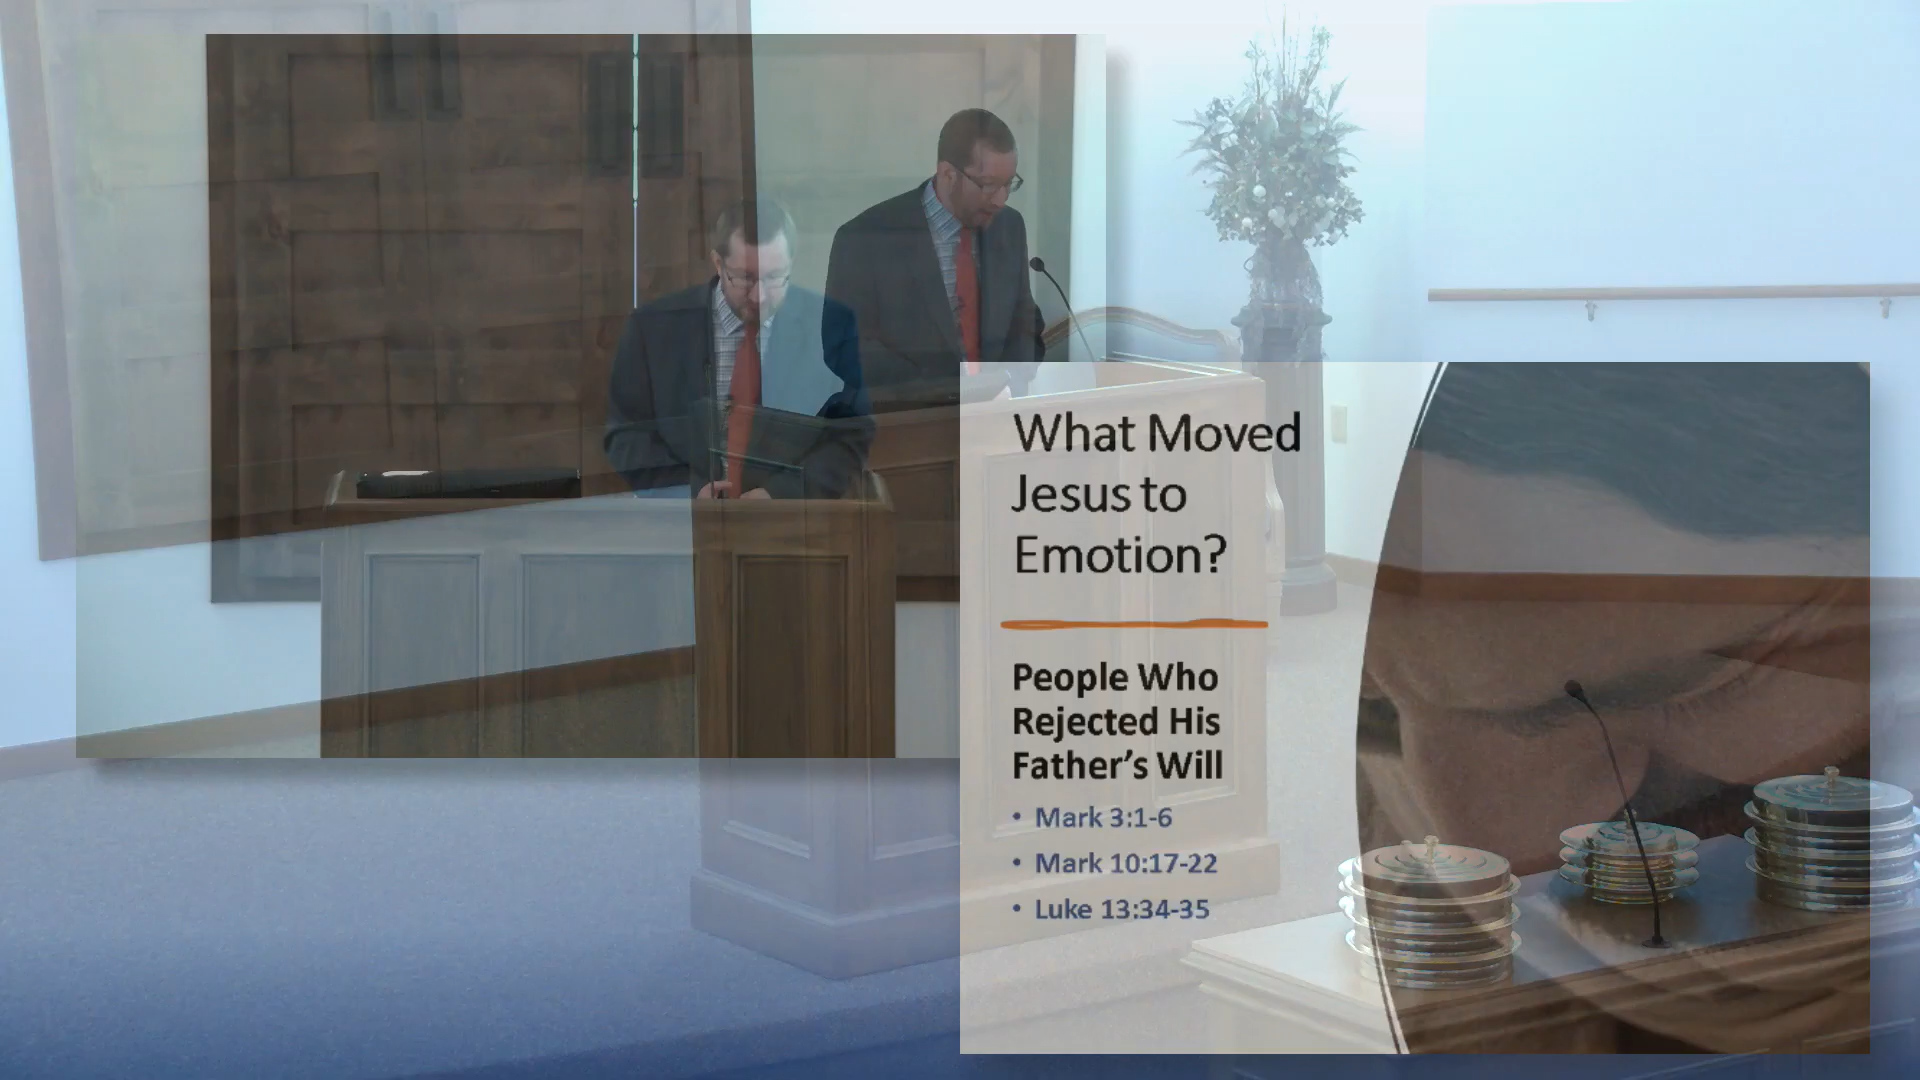 What Moved
Jesus to
Emotion?
People Who
Rejected His
Father's Will
• Mark 3:1-6
• Mark 10:17-22
• Luke 13:34-35